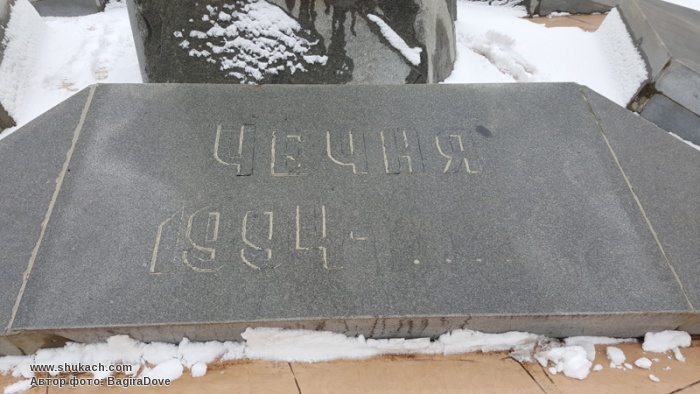 ЧЕЧНЯ
1994-...
www.shukach.com
Автор фото: BagiraDove